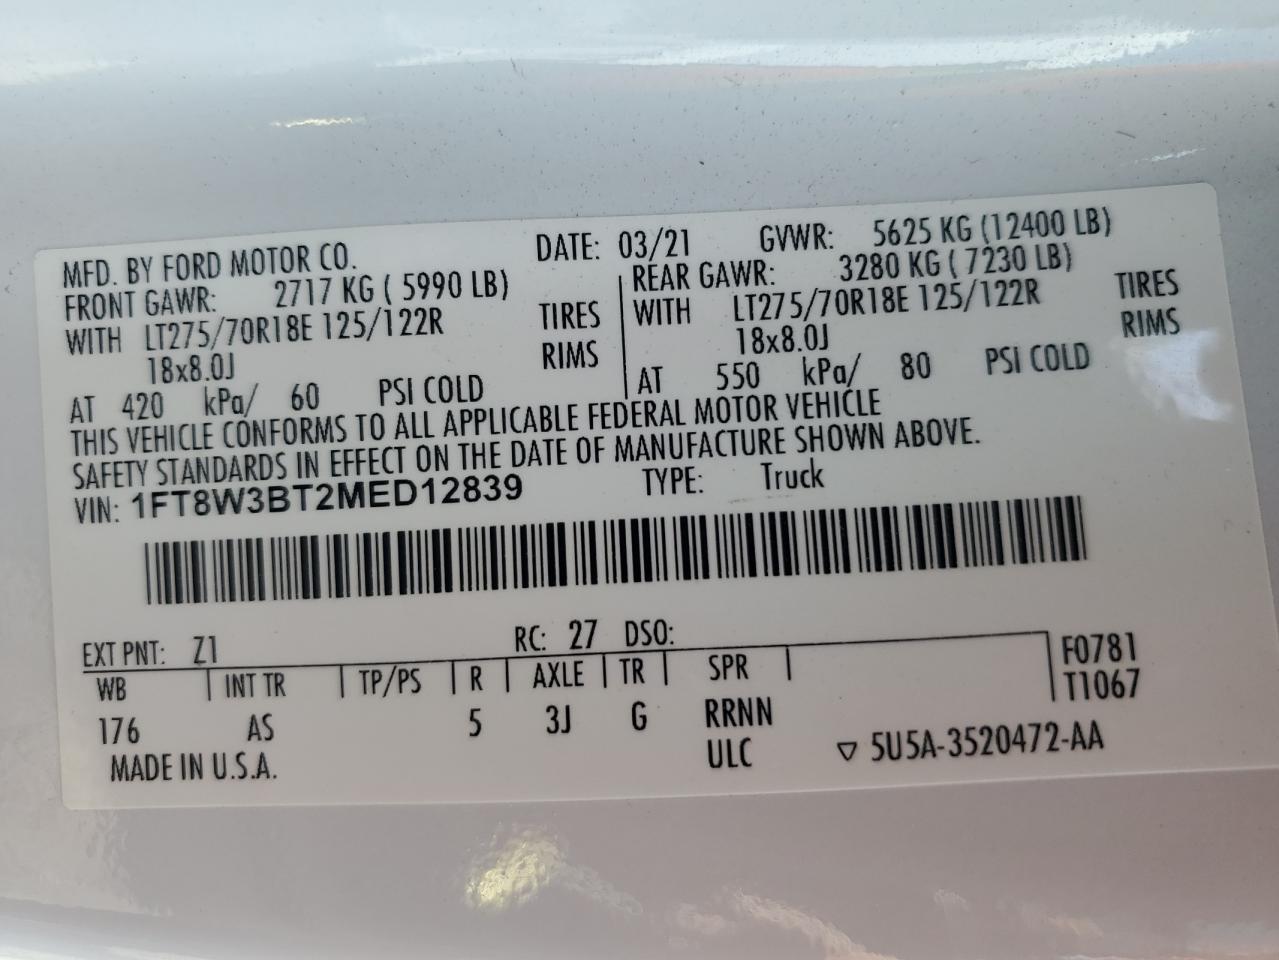 MFD. BY FORD MOTOR CO. DATE: 03/21 GVWR: 5625 KG (12400 LB)
FRONT GAWR: 2717 KG ( 5990 LB) REAR GAWR: 3280 KG ( 7230 LB)
WITH LT275/70R18E 125/122R TIRES WITH LT275/70R18E 125/122R TIRES
18x8.0J RIMS 18x8.0J RIMS
AT 420 kPa/ 60 PSI COLD AT 550 kPa/ 80 PSI COLD
THIS VEHICLE CONFORMS TO ALL APPLICABLE FEDERAL MOTOR VEHICLE
SAFETY STANDARDS IN EFFECT ON THE DATE OF MANUFACTURE SHOWN ABOVE.
VIN: 1FT8W3BT2MED12839 TYPE: Truck
EXT PNT: Z1 RC: 27 DSO: F0781
WB INT TR TP/PS R AXLE TR SPR T1067
176 AS 5 3J G RRNN
MADE IN U.S.A. ULC ▽ 5U5A-3520472-AA